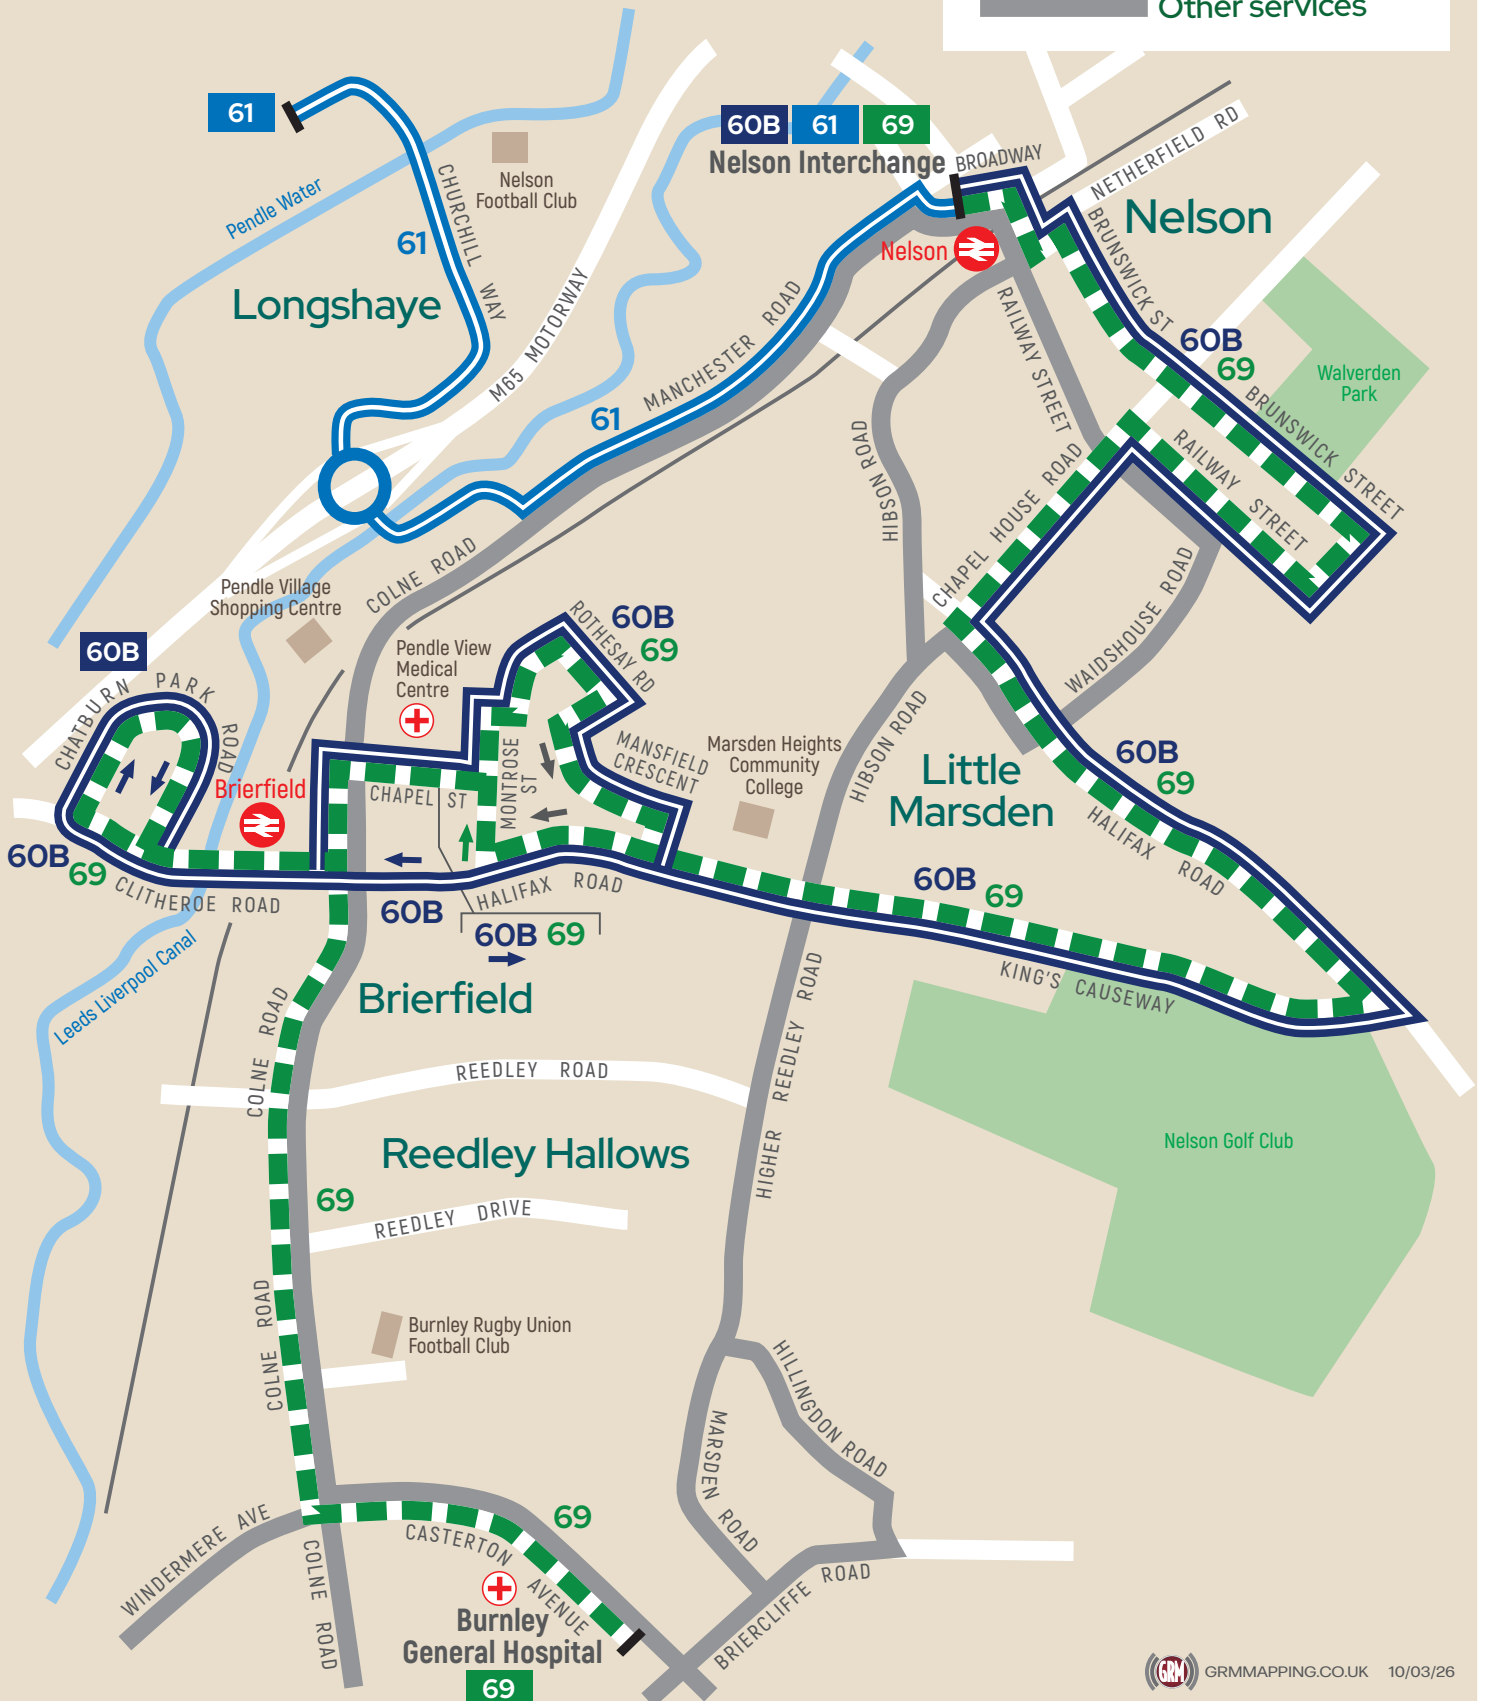 Other services
61
60B 61 69
Nelson Interchange
BROADWAY
NETHERFIELD RD
Nelson
Football Club
CHURCHILL WAY
Pendle Water
61
Nelson
Nelson
BRUNSWICK ST
Longshaye
M65 MOTORWAY
MANCHESTER ROAD
RAILWAY STREET
60B
69
Walverden
Park
61
BRUNSWICK STREET
RAILWAY STREET
HIBSON ROAD
CHAPEL HOUSE ROAD
COLNE ROAD
WAIDSHOUSE ROAD
Pendle Village
Shopping Centre
60B
ROTHESAY RD
60B
69
Pendle View
Medical
Centre
CHATBURN PARK ROAD
MANSFIELD
CRESCENT
Marsden Heights
Community
College
HIBSON ROAD
Little
Marsden
60B
69
Brierfield
CHAPEL ST
MONTROSE
ST
HALIFAX ROAD
60B
69
CLITHEROE ROAD
60B
HALIFAX ROAD
60B 69
60B
69
KING'S CAUSEWAY
Leeds Liverpool Canal
Brierfield
COLNE ROAD
HIGHER REEDLEY ROAD
REEDLEY ROAD
Reedley Hallows
Nelson Golf Club
69
REEDLEY DRIVE
COLNE ROAD
Burnley Rugby Union
Football Club
HILLINGDON ROAD
MARSDEN ROAD
69
WINDERMERE AVE
CASTERTON AVENUE
COLNE ROAD
BRIERCLIFFE ROAD
Burnley
General Hospital
69
GRM
GRMMAPPING.CO.UK 10/03/26